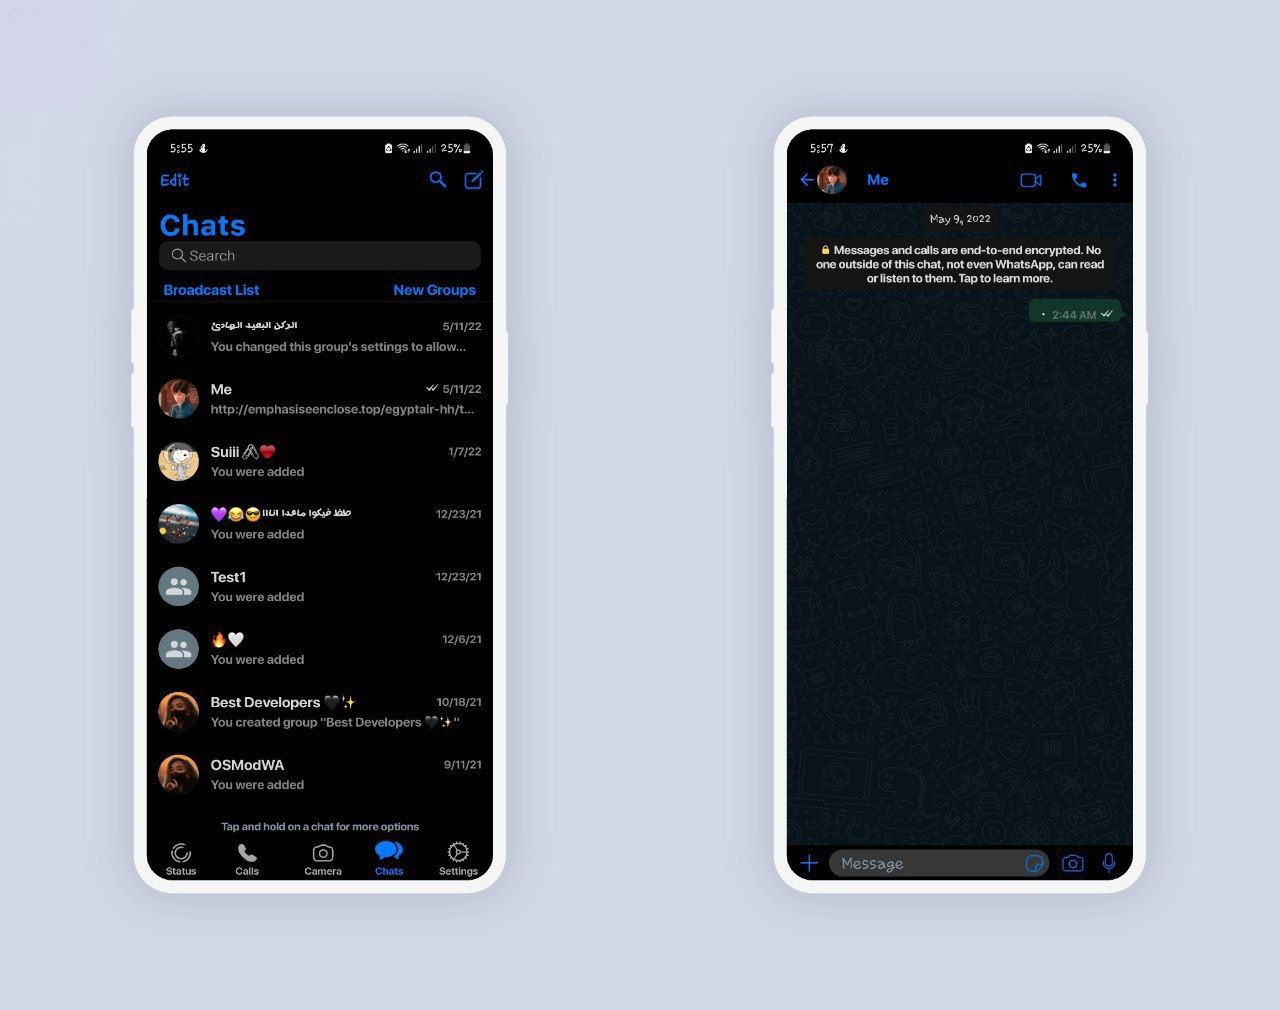 5:55
25%
Edit
Chats
Search
Broadcast List
New Groups
الركن البعيد الهادئ
5/11/22
You changed this group's settings to allow...
Me
5/11/22
http://emphasiseenclose.top/egyptair-hh/t...
Suiii 🖇❤️
1/7/22
You were added
طظ فيكوا ماعدا انااا😎😂💜
12/23/21
You were added
Test1
12/23/21
You were added
🔥🤍
12/6/21
You were added
Best Developers 🖤✨
10/18/21
You created group "Best Developers 🖤✨"
OSModWA
9/11/21
You were added
Tap and hold on a chat for more options
Status
Calls
Camera
Chats
Settings
5:57
25%
Me
May 9, 2022
🔒 Messages and calls are end-to-end encrypted. No
one outside of this chat, not even WhatsApp, can read
or listen to them. Tap to learn more.
. 2:44 AM
Message